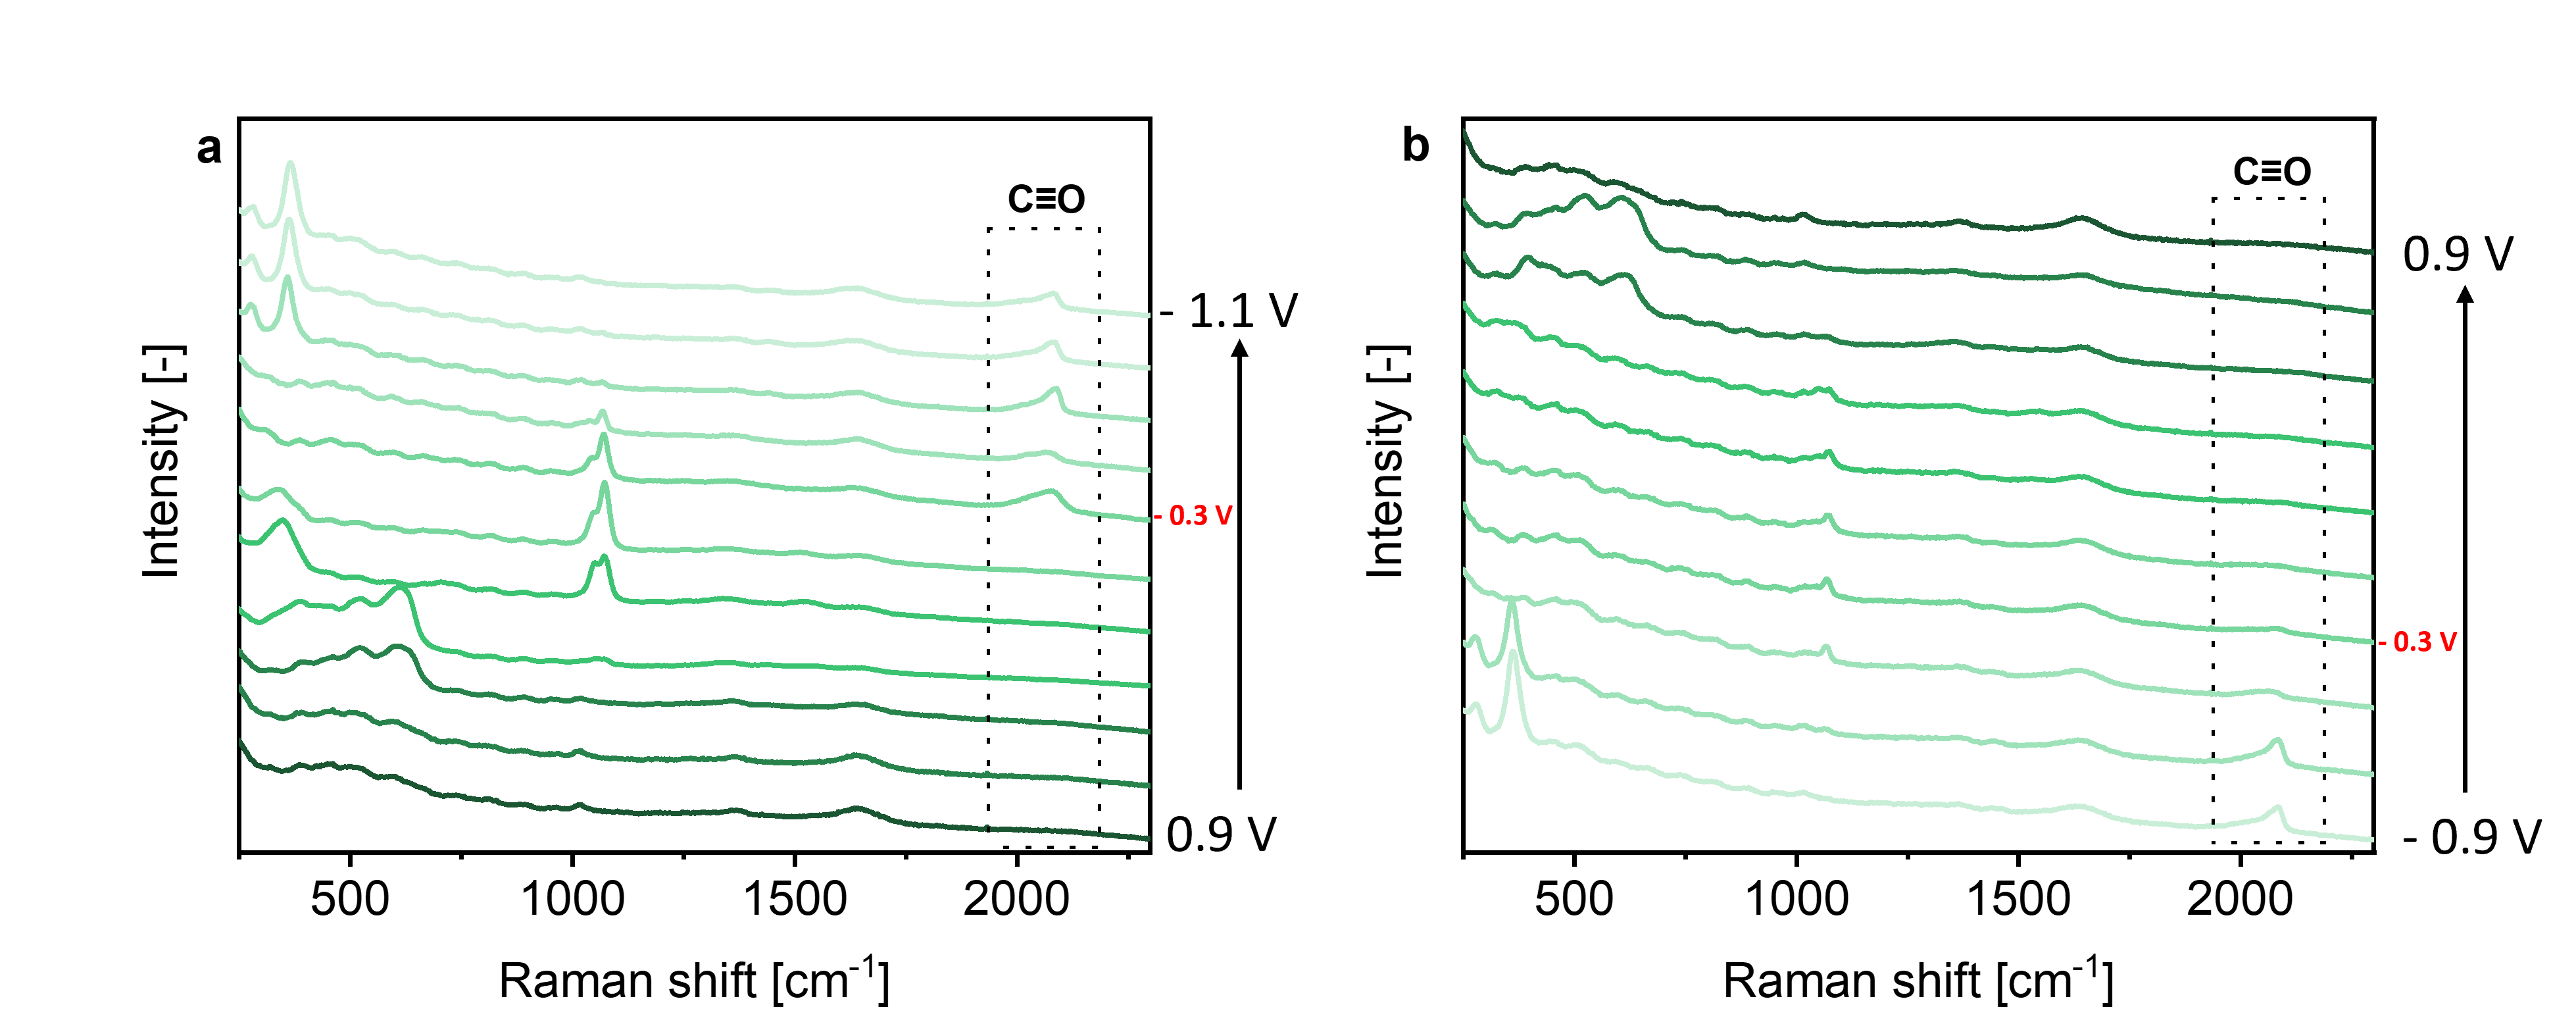 a
C≡O
- 1.1 V
- 0.3 V
0.9 V
Intensity [-]
500 1000 1500 2000
Raman shift [cm⁻¹]
b
C≡O
0.9 V
- 0.3 V
- 0.9 V
Intensity [-]
500 1000 1500 2000
Raman shift [cm⁻¹]